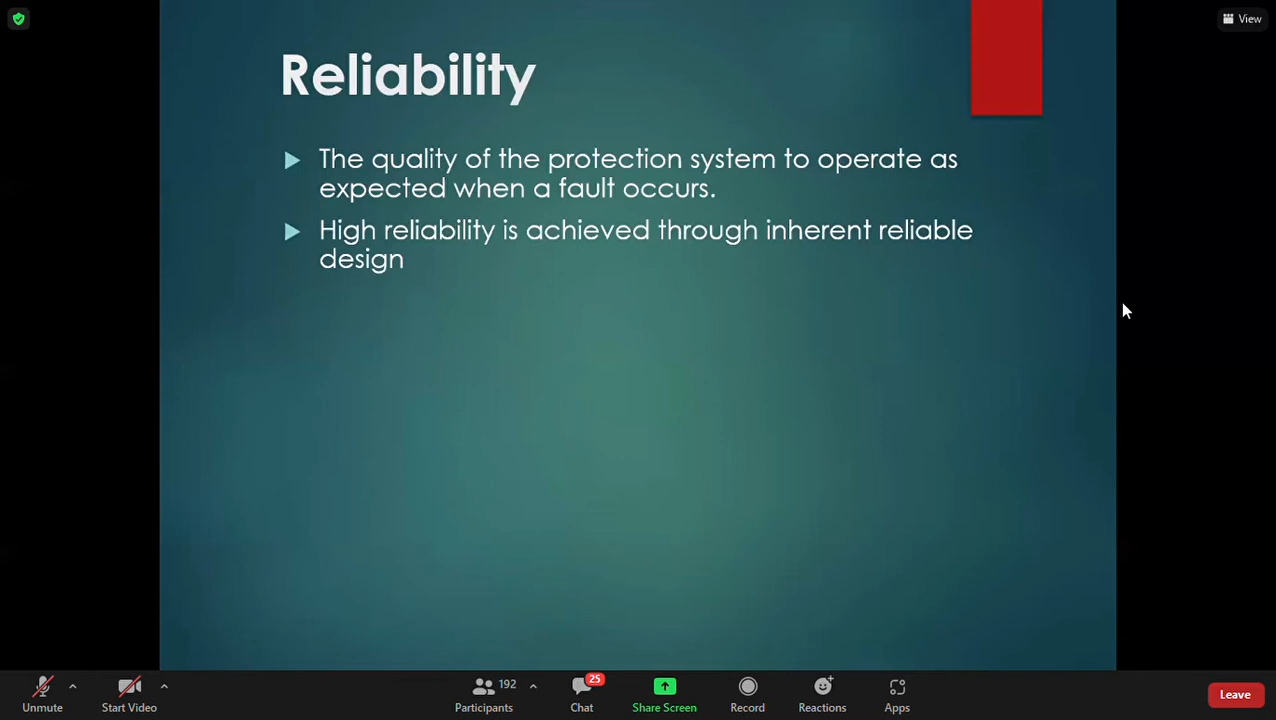 View
Reliability
The quality of the protection system to operate as
expected when a fault occurs.
High reliability is achieved through inherent reliable
design
Unmute
Start Video
192
Participants
25
Chat
Share Screen
Record
Reactions
Apps
Leave